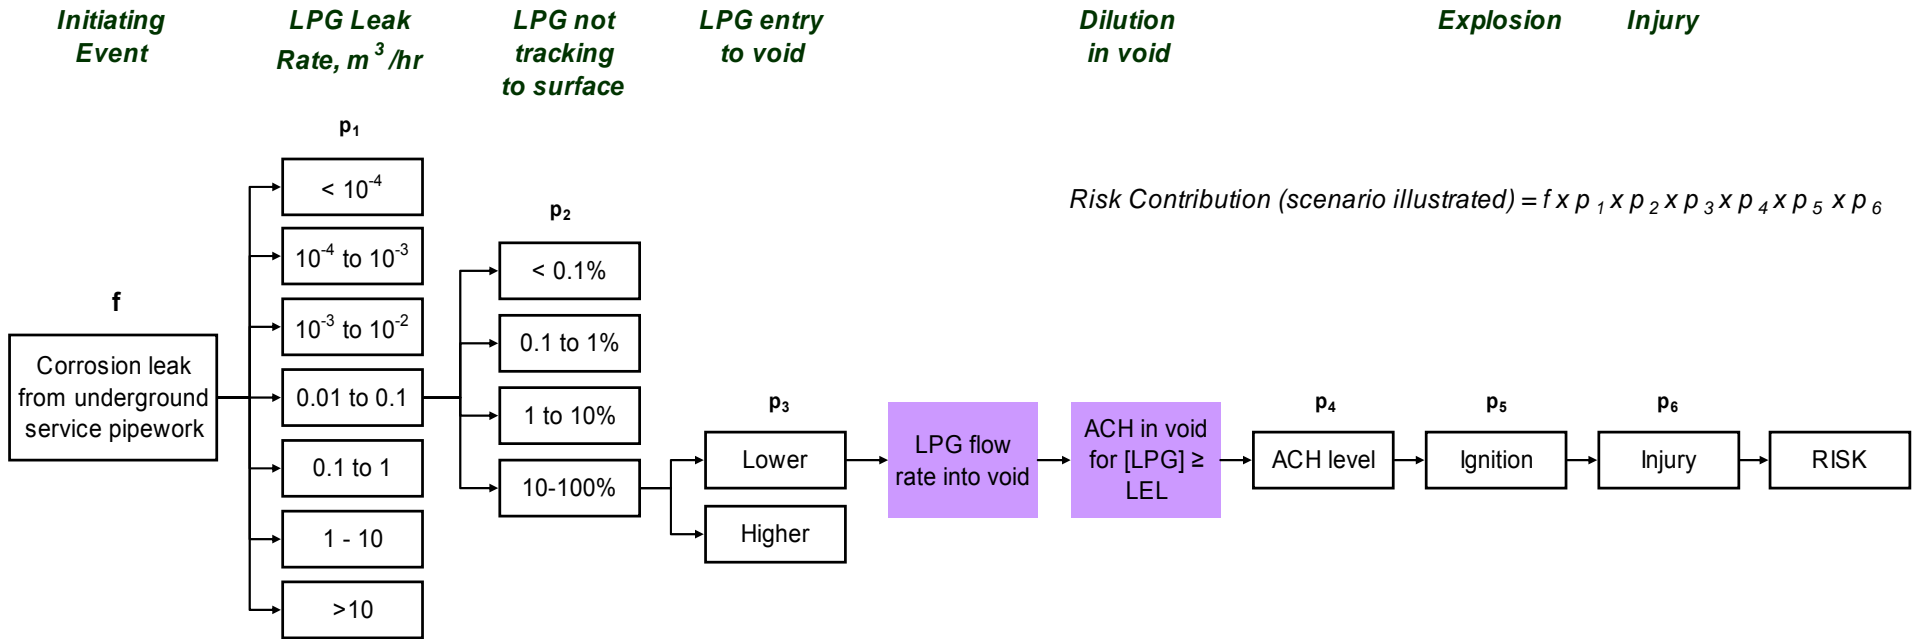 Initiating
Event
LPG Leak
Rate, m³/hr
LPG not
tracking
to surface
LPG entry
to void
Dilution
in void
Explosion
Injury
p₁
< 10⁻⁴
10⁻⁴ to 10⁻³
10⁻³ to 10⁻²
0.01 to 0.1
0.1 to 1
1 - 10
>10
p₂
< 0.1%
0.1 to 1%
1 to 10%
10-100%
Risk Contribution (scenario illustrated) = f x p₁ x p₂ x p₃ x p₄ x p₅ x p₆
f
Corrosion leak
from underground
service pipework
p₃
Lower
Higher
LPG flow
rate into void
ACH in void
for [LPG] ≥
LEL
p₄
ACH level
p₅
Ignition
p₆
Injury
RISK